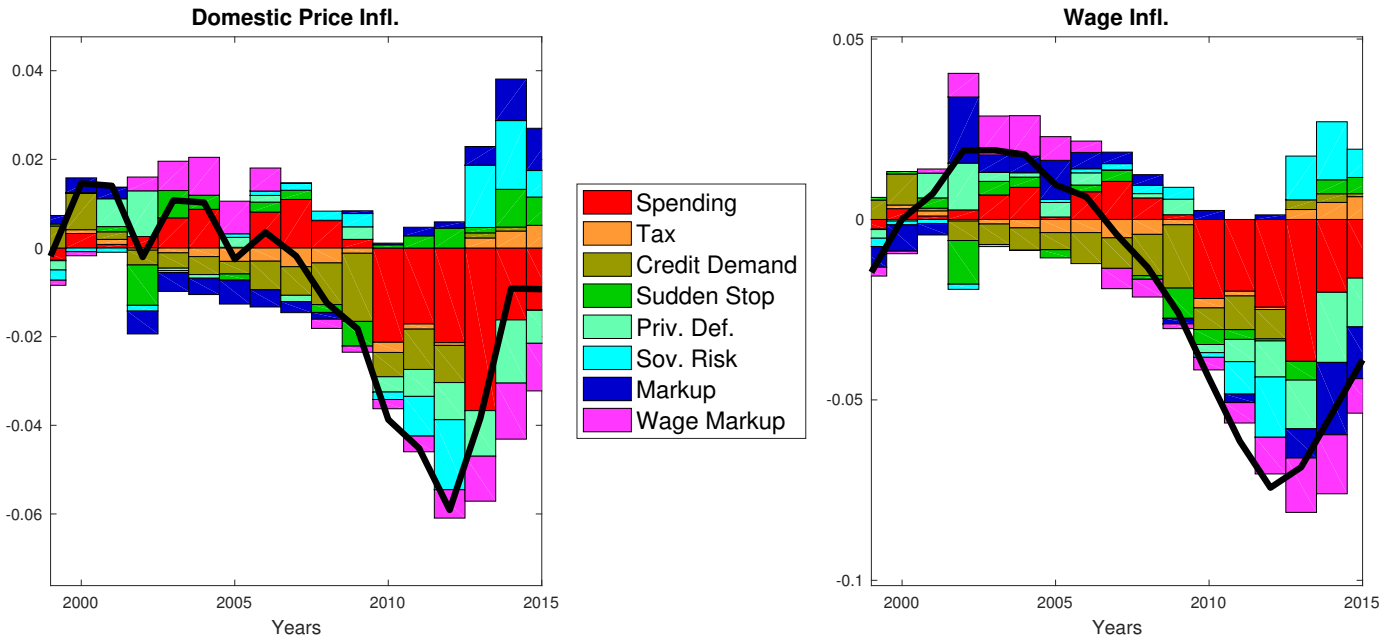 Domestic Price Infl.
0.04
0.02
0
-0.02
-0.04
-0.06
2000
2005
2010
2015
Years
Spending
Tax
Credit Demand
Sudden Stop
Priv. Def.
Sov. Risk
Markup
Wage Markup
Wage Infl.
0.05
0
-0.05
-0.1
2000
2005
2010
2015
Years